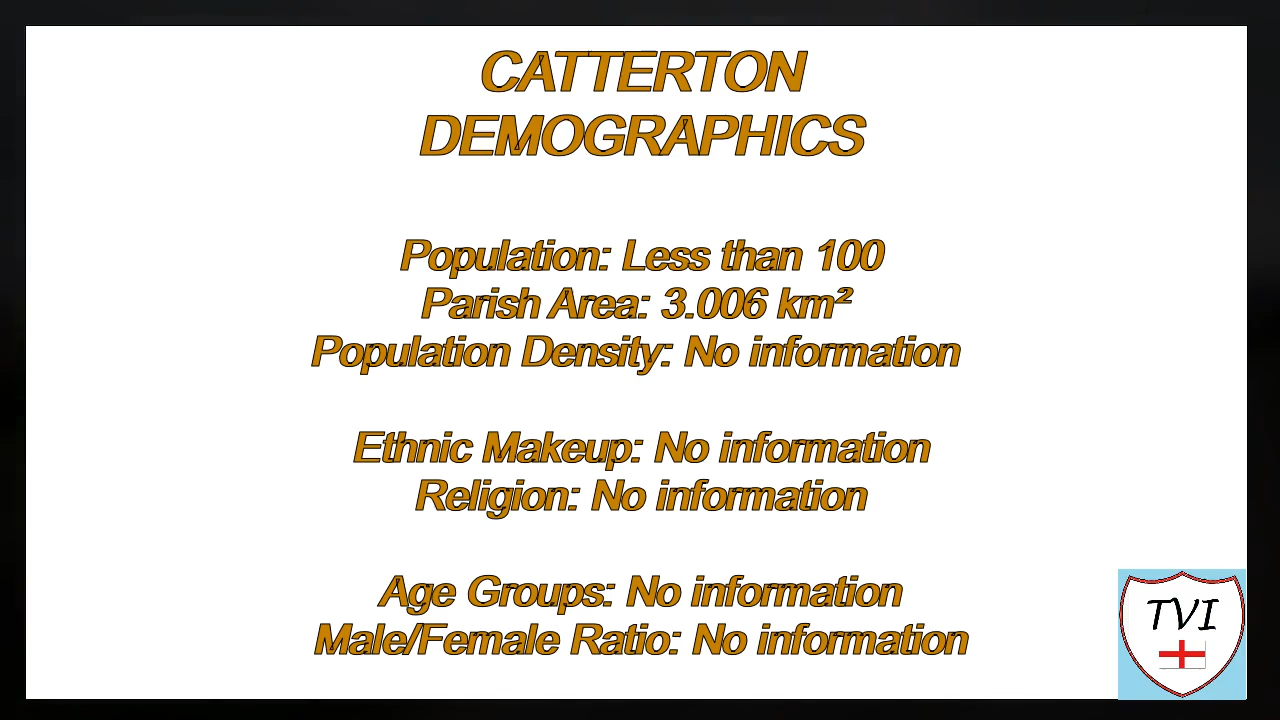 CATTERTON
DEMOGRAPHICS
Population: Less than 100
Parish Area: 3.006 km²
Population Density: No information
Ethnic Makeup: No information
Religion: No information
Age Groups: No information
Male/Female Ratio: No information
TVI